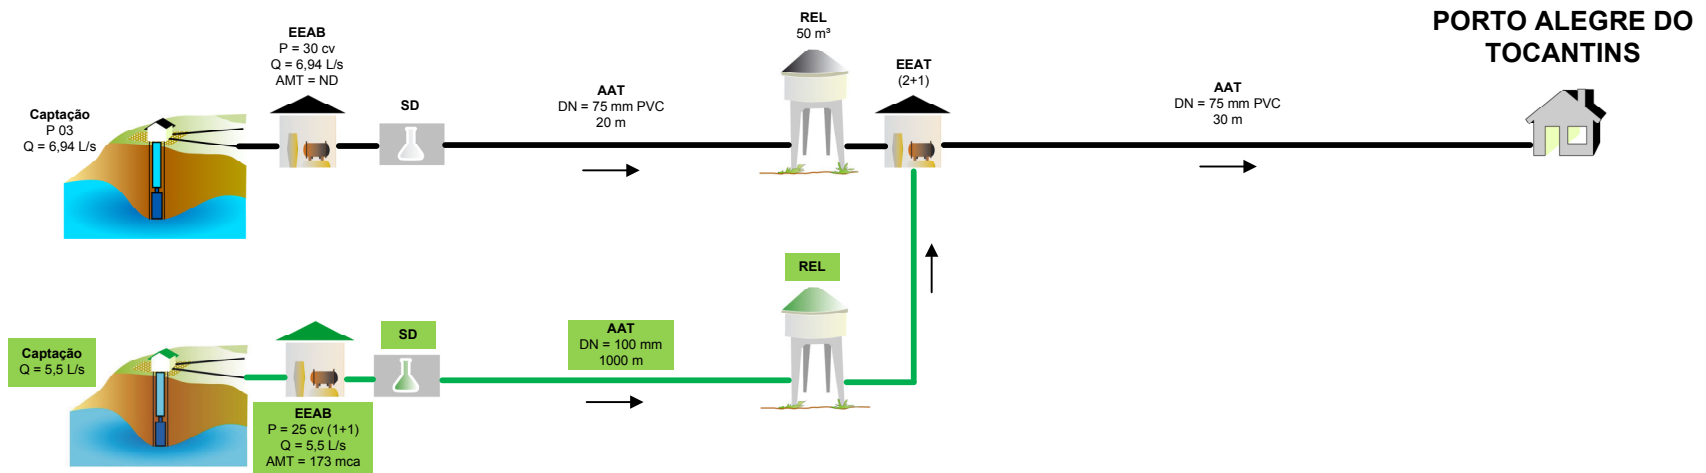 PORTO ALEGRE DO
TOCANTINS
Captação
P 03
Q = 6,94 L/s
EEAB
P = 30 cv
Q = 6,94 L/s
AMT = ND
SD
AAT
DN = 75 mm PVC
20 m
REL
50 m³
EEAT
(2+1)
AAT
DN = 75 mm PVC
30 m
Captação
Q = 5,5 L/s
EEAB
P = 25 cv (1+1)
Q = 5,5 L/s
AMT = 173 mca
SD
AAT
DN = 100 mm
1000 m
REL